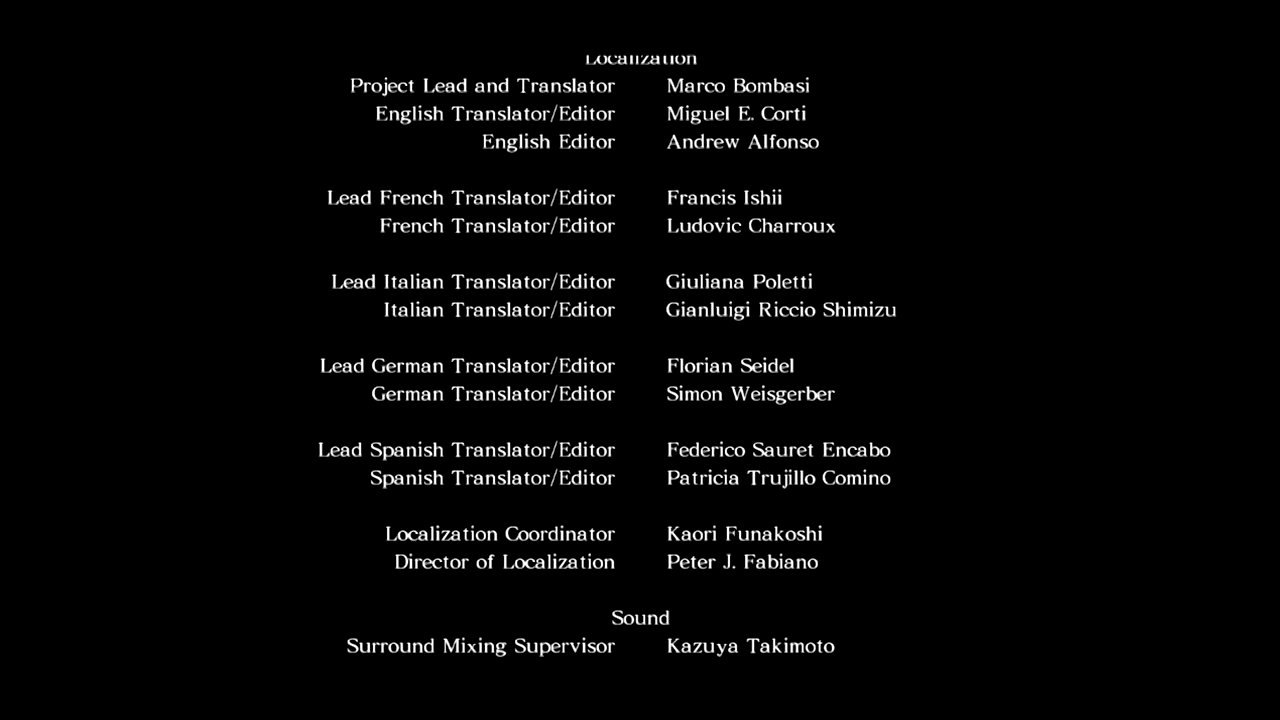 Localization
Project Lead and Translator Marco Bombasi
English Translator/Editor Miguel E. Corti
English Editor Andrew Alfonso
Lead French Translator/Editor Francis Ishii
French Translator/Editor Ludovic Charroux
Lead Italian Translator/Editor Giuliana Poletti
Italian Translator/Editor Gianluigi Riccio Shimizu
Lead German Translator/Editor Florian Seidel
German Translator/Editor Simon Weisgerber
Lead Spanish Translator/Editor Federico Sauret Encabo
Spanish Translator/Editor Patricia Trujillo Comino
Localization Coordinator Kaori Funakoshi
Director of Localization Peter J. Fabiano
Sound
Surround Mixing Supervisor Kazuya Takimoto